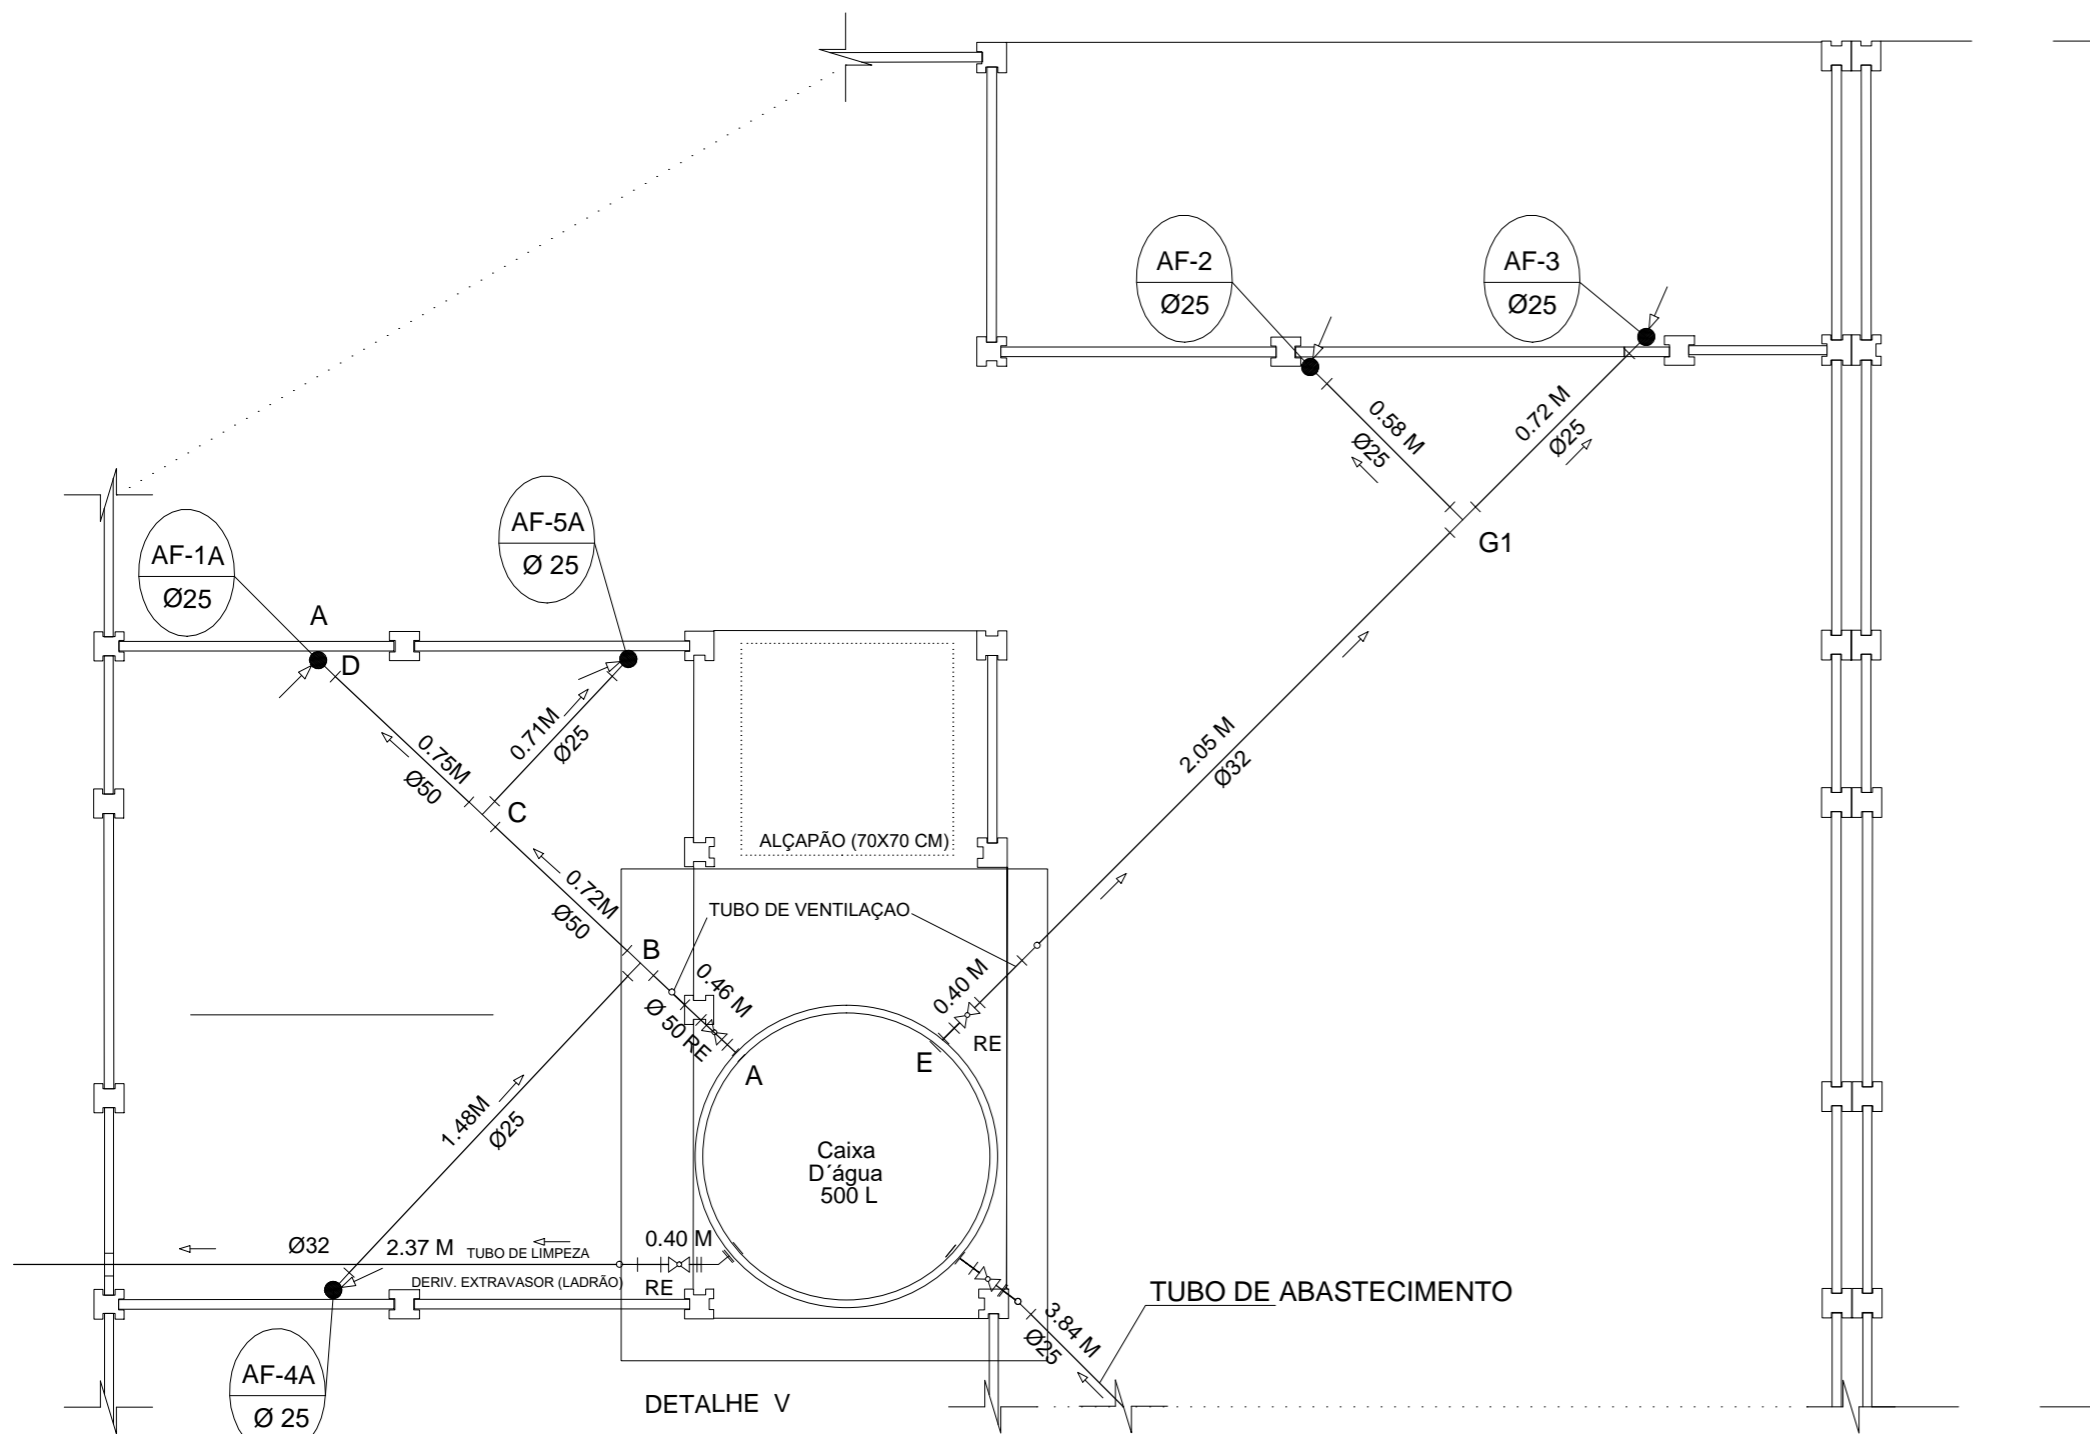 AF-2
Ø25
AF-3
Ø25
0.58 M
Ø25
0.72 M
Ø25
G1
AF-5A
Ø 25
AF-1A
Ø25
A
D
0.71M
Ø25
0.75M
Ø50
C
2.05 M
Ø32
ALÇAPÃO (70X70 CM)
0.72M
Ø50
TUBO DE VENTILAÇAO
B
0.46 M
Ø 50
RE
A
0.40 M
RE
E
1.48M
Ø25
Caixa
D´água
500 L
Ø32
2.37 M
TUBO DE LIMPEZA
0.40 M
DERIV. EXTRAVASOR (LADRÃO)
RE
TUBO DE ABASTECIMENTO
3.84 M
Ø25
AF-4A
Ø 25
DETALHE V